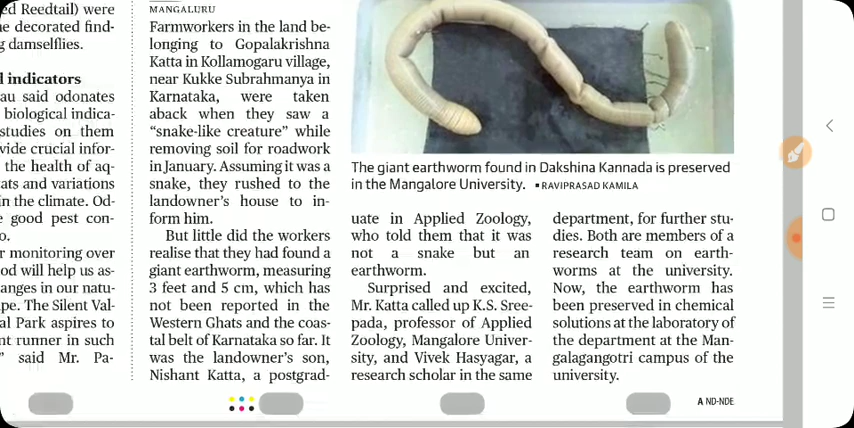 ed Reedtail) were
e decorated find-
g damselflies.
l indicators
au said odonates
biological indica-
studies on them
vide crucial infor-
the health of aq-
tats and variations
in the climate. Od-
e good pest con-
o.
r monitoring over
od will help us as-
anges in our natu-
pe. The Silent Val-
al Park aspires to
nt runner in such
" said Mr. Pa-
MANGALURU
Farmworkers in the land be-
longing to Gopalakrishna
Katta in Kollamogaru village,
near Kukke Subrahmanya in
Karnataka, were taken
aback when they saw a
“snake-like creature” while
removing soil for roadwork
in January. Assuming it was a
snake, they rushed to the
landowner’s house to in-
form him.
But little did the workers
realise that they had found a
giant earthworm, measuring
3 feet and 5 cm, which has
not been reported in the
Western Ghats and the coas-
tal belt of Karnataka so far. It
was the landowner’s son,
Nishant Katta, a postgrad-
The giant earthworm found in Dakshina Kannada is preserved
in the Mangalore University. ▪ RAVIPRASAD KAMILA
uate in Applied Zoology,
who told them that it was
not a snake but an
earthworm.
Surprised and excited,
Mr. Katta called up K.S. Sree-
pada, professor of Applied
Zoology, Mangalore Univer-
sity, and Vivek Hasyagar, a
research scholar in the same
department, for further stu-
dies. Both are members of a
research team on earth-
worms at the university.
Now, the earthworm has
been preserved in chemical
solutions at the laboratory of
the department at the Man-
galagangotri campus of the
university.
A ND-NDE